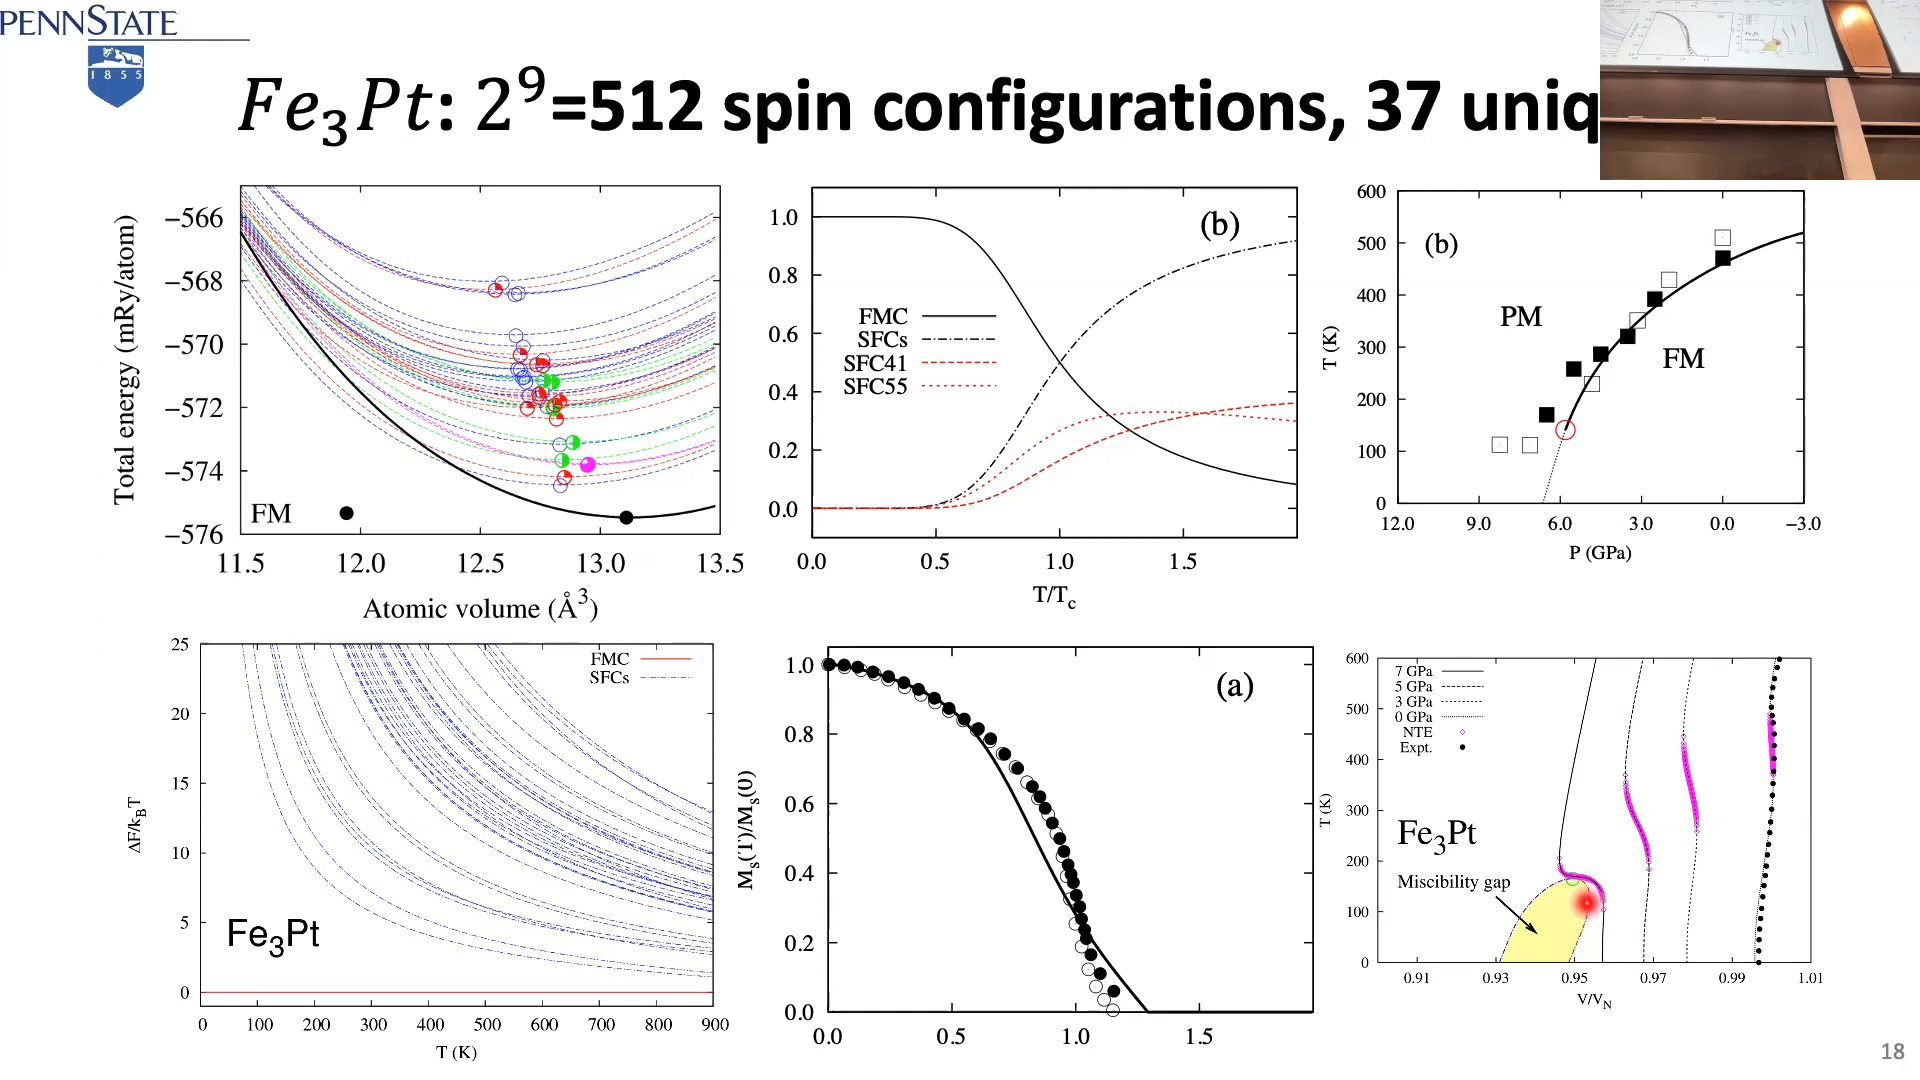 PENNSTATE
1855
Fe₃Pt: 2⁹=512 spin configurations, 37 uniq
Total energy (mRy/atom)
−566
−568
−570
−572
−574
−576
FM
11.5 12.0 12.5 13.0 13.5
Atomic volume (Å³)
(b)
1.0
0.8
0.6
0.4
0.2
0.0
FMC
SFCs
SFC41
SFC55
0.0 0.5 1.0 1.5
T/Tc
(b)
T (K)
600
500
400
300
200
100
0
PM
FM
12.0 9.0 6.0 3.0 0.0 −3.0
P (GPa)
ΔF/kBT
25
20
15
10
5
0
FMC
SFCs
Fe₃Pt
0 100 200 300 400 500 600 700 800 900
T (K)
Ms(T)/Ms(0)
(a)
1.0
0.8
0.6
0.4
0.2
0.0
0.0 0.5 1.0 1.5
T (K)
600
500
400
300
200
100
0
7 GPa
5 GPa
3 GPa
0 GPa
NTE
Expt.
Fe₃Pt
Miscibility gap
0.91 0.93 0.95 0.97 0.99 1.01
V/VN
18